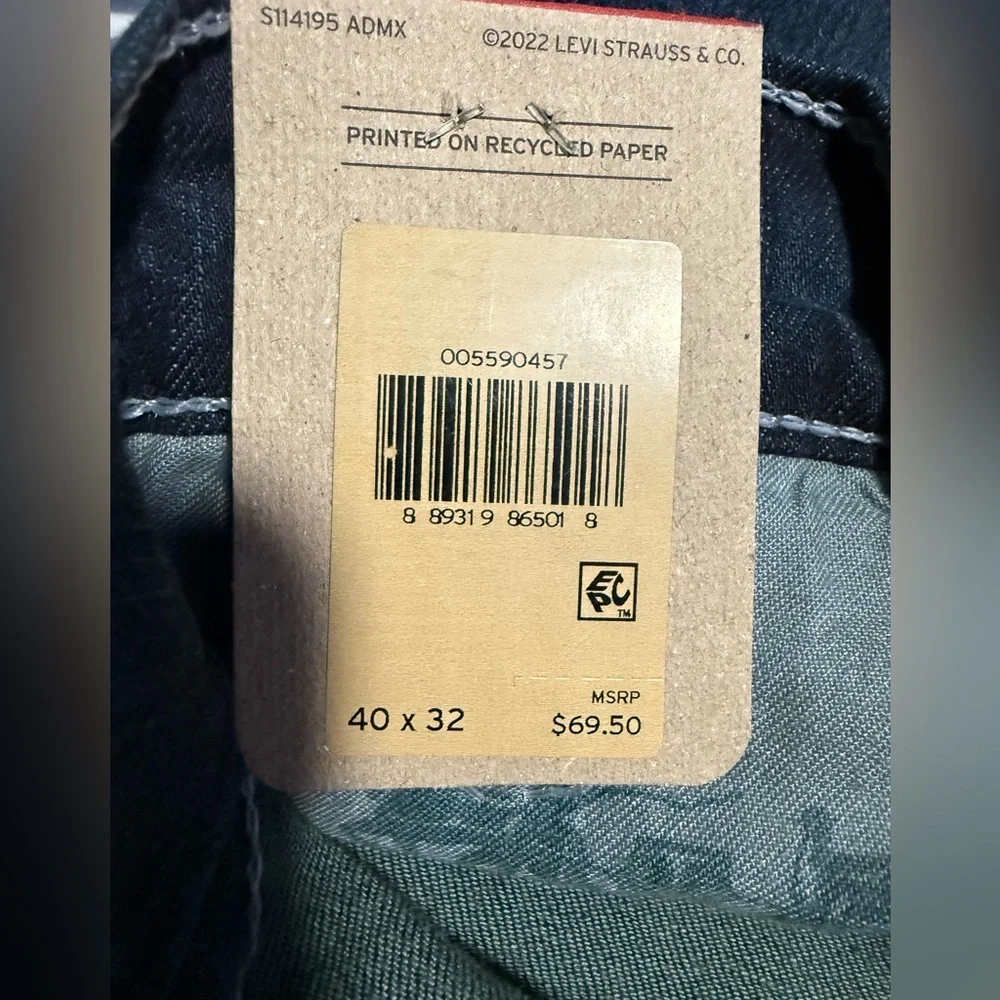 S114195 ADMX
©2022 LEVI STRAUSS & CO.
PRINTED ON RECYCLED PAPER
005590457
8 89319 86501 8
EPC TM
40 x 32
MSRP
$69.50